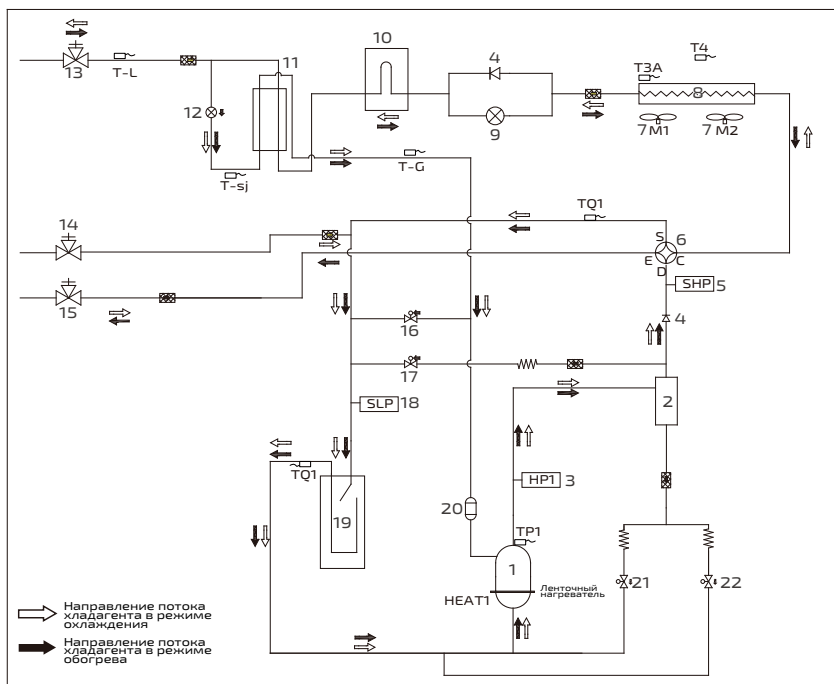 10
4
T4
T3A
11
13
T-L
8
12
9
7 M1
7 M2
T-sj
T-G
14
TQ1
S
6
E
C
D
SHP 5
15
4
16
17
2
SLP 18
TQ1
HP1 3
19
20
TP1
1
21
22
HEAT1
Ленточный
нагреватель
Направление потока
хладагента в режиме
охлаждения
Направление потока
хладагента в режиме
обогрева